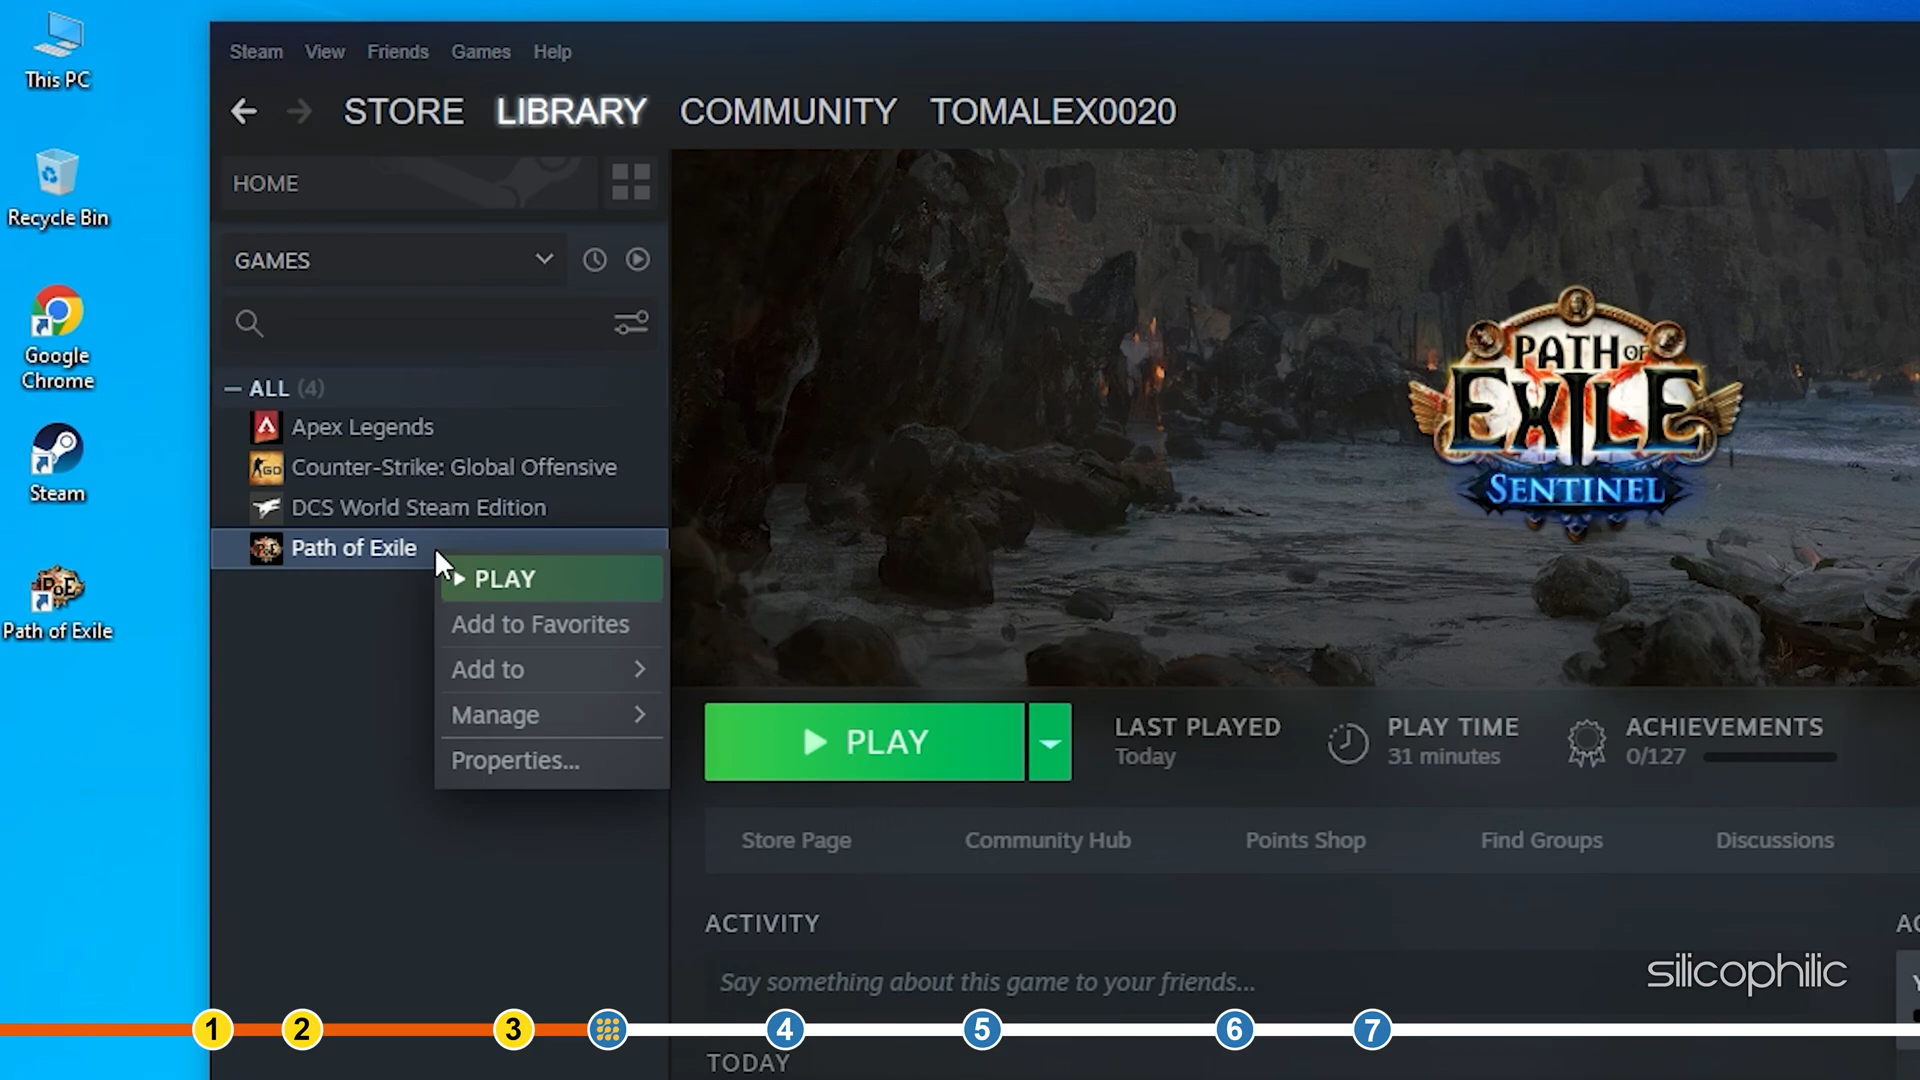 This PC
Recycle Bin
Google
Chrome
Steam
Path of Exile
Steam View Friends Games Help
STORE LIBRARY COMMUNITY TOMALEX0020
HOME
GAMES
ALL (4)
Apex Legends
Counter-Strike: Global Offensive
DCS World Steam Edition
Path of Exile
PLAY
Add to Favorites
Add to
Manage
Properties...
PATH OF
EXILE
SENTINEL
PLAY
LAST PLAYED
Today
PLAY TIME
31 minutes
ACHIEVEMENTS
0/127
Store Page Community Hub Points Shop Find Groups Discussions
ACTIVITY
Say something about this game to your friends...
silicophilic
1 2 3 4 5 6 7
TODAY